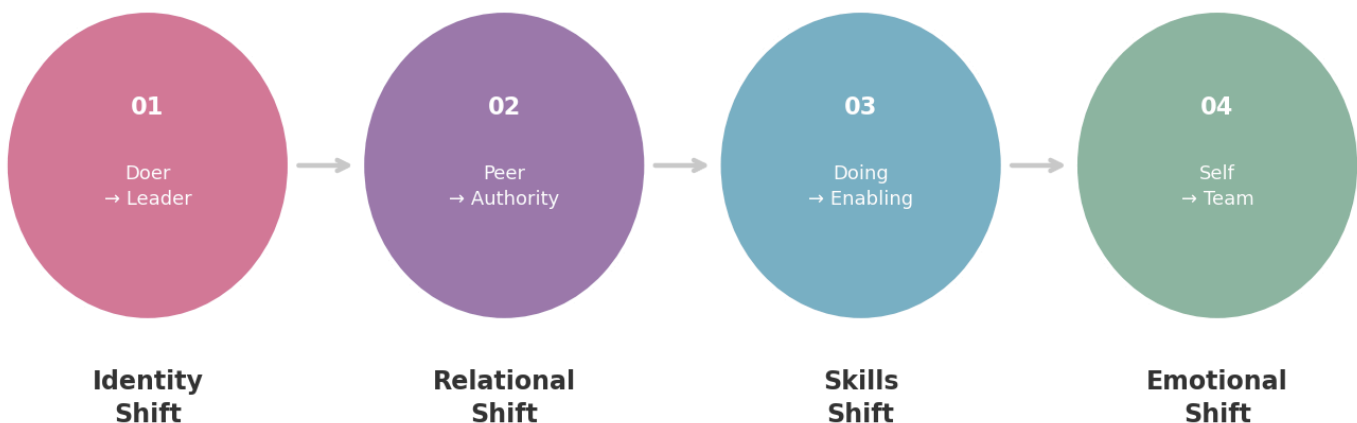 01
Doer
→ Leader
Identity
Shift
02
Peer
→ Authority
Relational
Shift
03
Doing
→ Enabling
Skills
Shift
04
Self
→ Team
Emotional
Shift